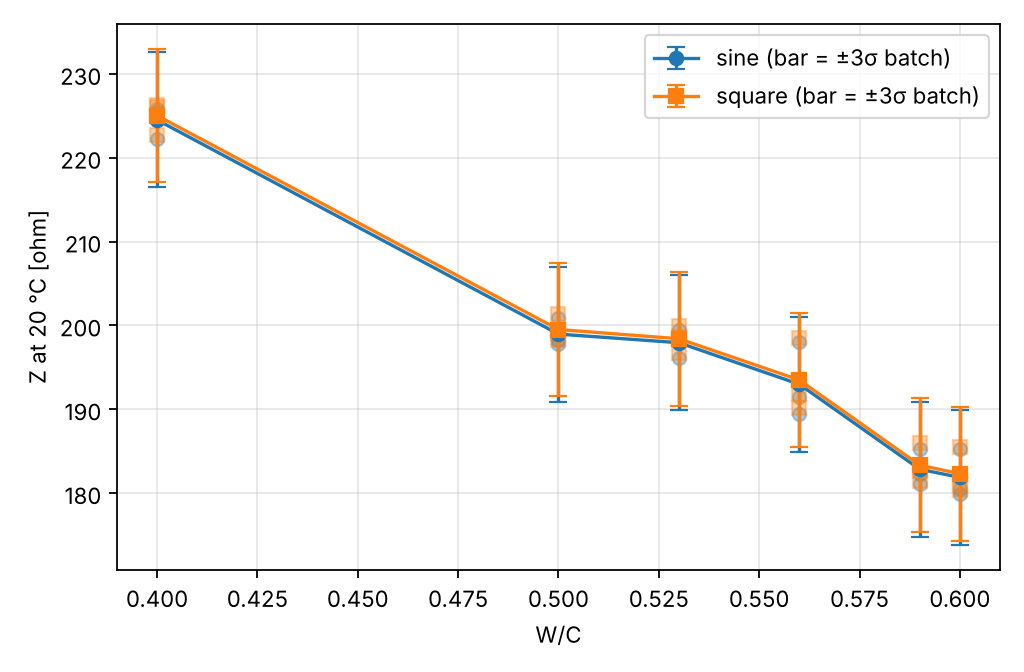 230
220
210
200
190
180
Z at 20 °C [ohm]
sine (bar = ±3σ batch)
square (bar = ±3σ batch)
0.400 0.425 0.450 0.475 0.500 0.525 0.550 0.575 0.600
W/C